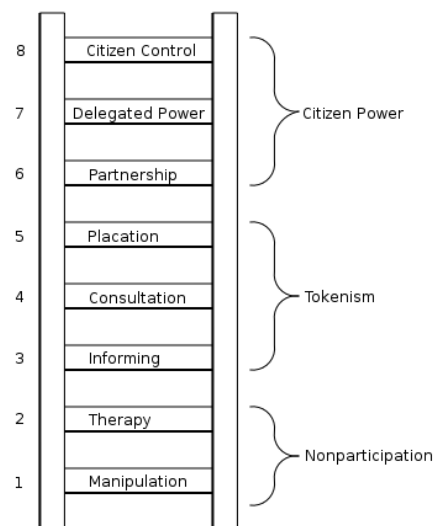 8 Citizen Control
7 Delegated Power
Citizen Power
6 Partnership
5 Placation
4 Consultation
Tokenism
3 Informing
2 Therapy
Nonparticipation
1 Manipulation